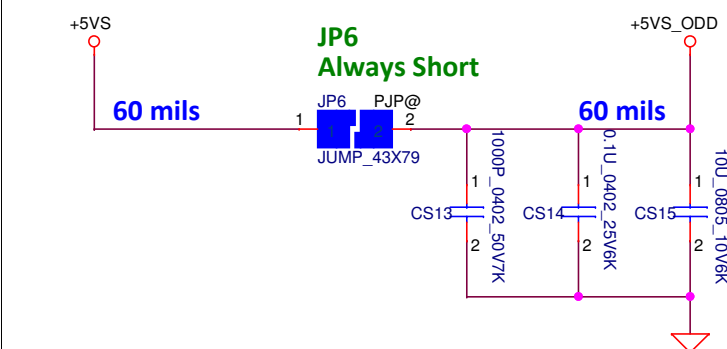 +5VS
+5VS_ODD
JP6
Always Short
60 mils
JP6
PJP@
60 mils
1
1
2
2
JUMP_43X79
1
1
1
CS13
1000P_0402_50V7K
CS14
0.1U_0402_25V6K
CS15
10U_0805_10V6K
2
2
2